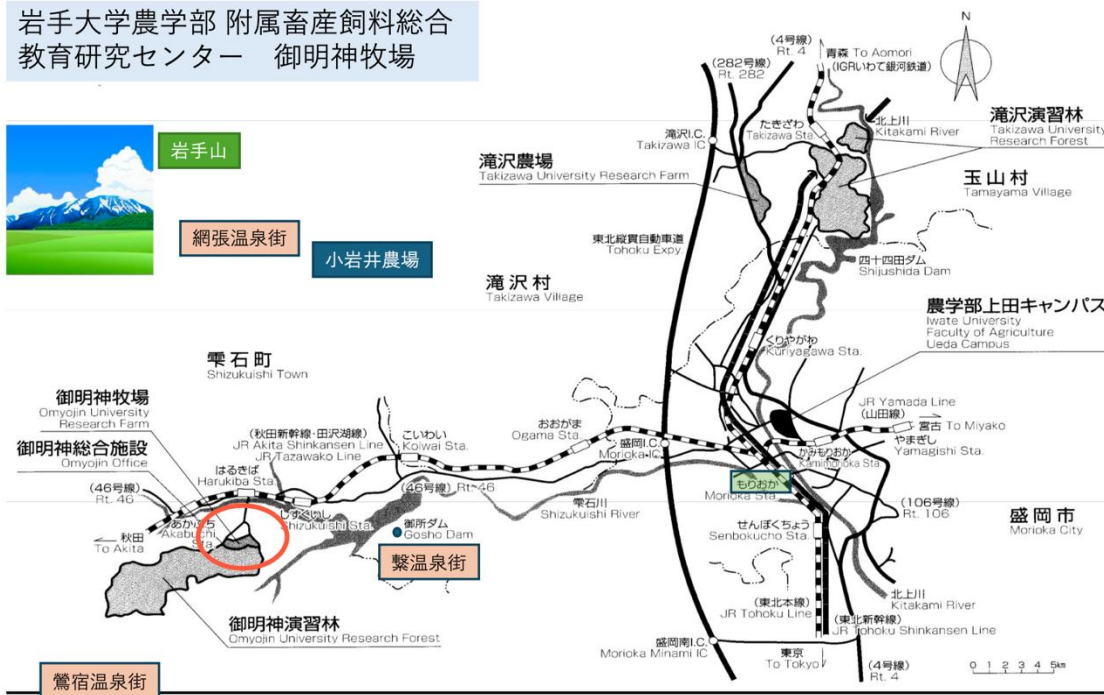 岩手大学農学部 附属畜産飼料総合
教育研究センター　御明神牧場
岩手山
網張温泉街
小岩井農場
N
(4号線)
Rt. 4
青森 To Aomori
(IGRいわて銀河鉄道)
(282号線)
Rt. 282
滝沢I.C.
Takizawa IC
たきざわ
Takizawa Sta.
北上川
Kitakami River
滝沢演習林
Takizawa University
Research Forest
滝沢農場
Takizawa University Research Farm
玉山村
Tamayama Village
東北縦貫自動車道
Tohoku Expy.
四十四田ダム
Shijushida Dam
滝沢村
Takizawa Village
農学部上田キャンパス
Iwate University
Faculty of Agriculture
Ueda Campus
くりやがわ
Kuriyagawa Sta.
雫石町
Shizukuishi Town
御明神牧場
Omyojin University
Research Farm
御明神総合施設
Omyojin Office
はるきば
Harukiba Sta.
(秋田新幹線・田沢湖線)
JR Akita Shinkansen Line
JR Tazawako Line
こいわい
Koiwai Sta.
おおがま
Ogama Sta.
盛岡I.C.
Morioka IC
JR Yamada Line
(山田線)
宮古 To Miyako
やまぎし
Yamagishi Sta.
かみもりおか
Kamimorioka Sta.
もりおか
Morioka Sta.
(46号線)
Rt. 46
(46号線) Rt. 46
雫石川
Shizukuishi River
(106号線)
Rt. 106
盛岡市
Morioka City
あかぶち
Akabuchi
Sta.
しずくいし
Shizukuishi Sta.
秋田
To Akita
御所ダム
Gosho Dam
繋温泉街
せんぼくちょう
Senbokucho Sta.
北上川
Kitakami River
御明神演習林
Omyojin University Research Forest
(東北本線)
JR Tohoku Line
(東北新幹線)
JR Tohoku Shinkansen Line
盛岡南I.C.
Morioka Minami IC
東京
To Tokyo
(4号線)
Rt. 4
0 1 2 3 4 5km
鶯宿温泉街